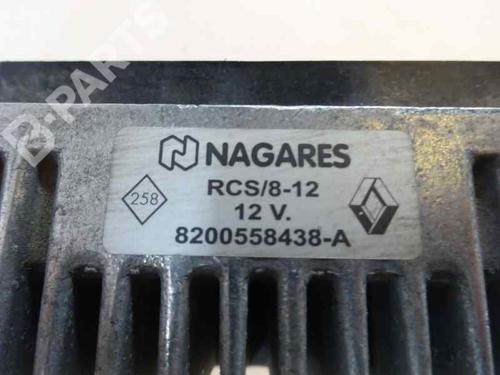 B-PARTS
NAGARES
RCS/8-12
258
12 V.
8200558438-A